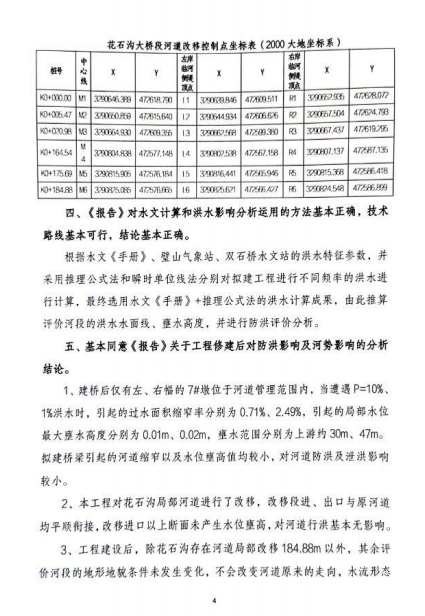 花石沟大桥段河道改移控制点坐标表（2000 大地坐标系）
桩号 中心线 X Y 左岸临河侧堤顶点 X Y 右岸临河侧堤顶点 X Y
K0+000.00 M1 3290646.389 472618.790 L1 3290639.846 472609.511 R1 3290652.935 472628.072
K0+005.47 M2 3290650.859 472615.640 L2 3290644.934 472606.626 R2 3290657.504 472624.793
K0+020.98 M3 3290664.930 472609.355 L3 3290662.568 472599.380 R3 3290667.437 472619.295
K0+164.54 M4 3290804.838 472577.148 L4 3290802.538 472567.158 R4 3290807.137 472587.135
K0+175.69 M5 3290815.905 472576.184 L5 3290816.441 472565.946 R5 3290815.368 472586.418
K0+184.88 M6 3290825.085 472576.665 L6 3290825.621 472566.427 R6 3290824.548 472586.899
四、《报告》对水文计算和洪水影响分析运用的方法基本正确，技术
路线基本可行，结论基本正确。
根据水文《手册》、璧山气象站、双石桥水文站的洪水特征参数，并
采用推理公式法和瞬时单位线法分别对拟建工程进行不同频率的洪水进
行计算，最终选用水文《手册》+推理公式法的洪水计算成果，由此推算
评价河段的洪水水面线、壅水高度，并进行防洪评价分析。
五、基本同意《报告》关于工程修建后对防洪影响及河势影响的分析
结论。
1、建桥后仅有左、右幅的 7#墩位于河道管理范围内，当遭遇 P=10%、
1%洪水时，引起的过水面积缩窄率分别为 0.71%、2.49%，引起的局部水位
最大壅水高度分别为 0.01m、0.02m，壅水范围分别为上游约 30m、47m。
拟建桥梁引起的河道缩窄以及水位壅高值均较小，对河道防洪及泄洪影响
较小。
2、本工程对花石沟局部河道进行了改移，改移段进、出口与原河道
均平顺衔接，改移进口以上断面未产生水位壅高，对河道行洪基本无影响。
3、工程建设后，除花石沟存在河道局部改移 184.88m 以外，其余评
价河段的地形地貌条件未发生变化，不会改变河道原来的走向，水流形态
4